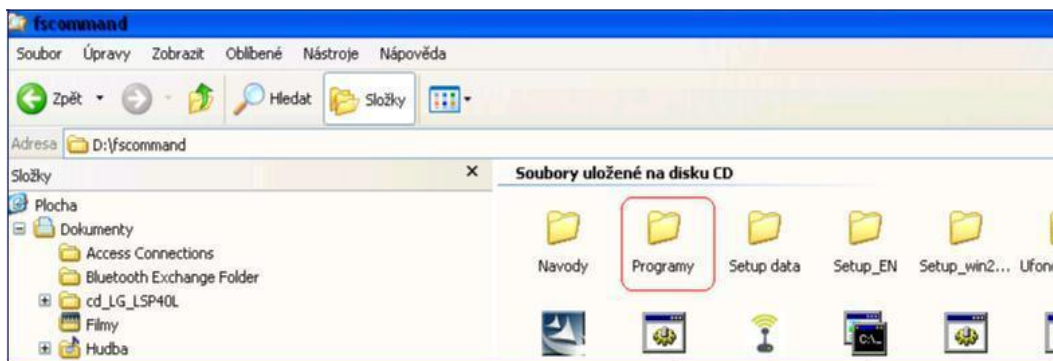 fscommand
Soubor Úpravy Zobrazit Oblíbené Nástroje Nápověda
Zpět Hledat Složky
Adresa D:\fscommand
Složky
Plocha
Dokumenty
Access Connections
Bluetooth Exchange Folder
cd_LG_LSP40L
Filmy
Hudba
Soubory uložené na disku CD
Navody Programy Setup data Setup_EN Setup_win2...
C:\_